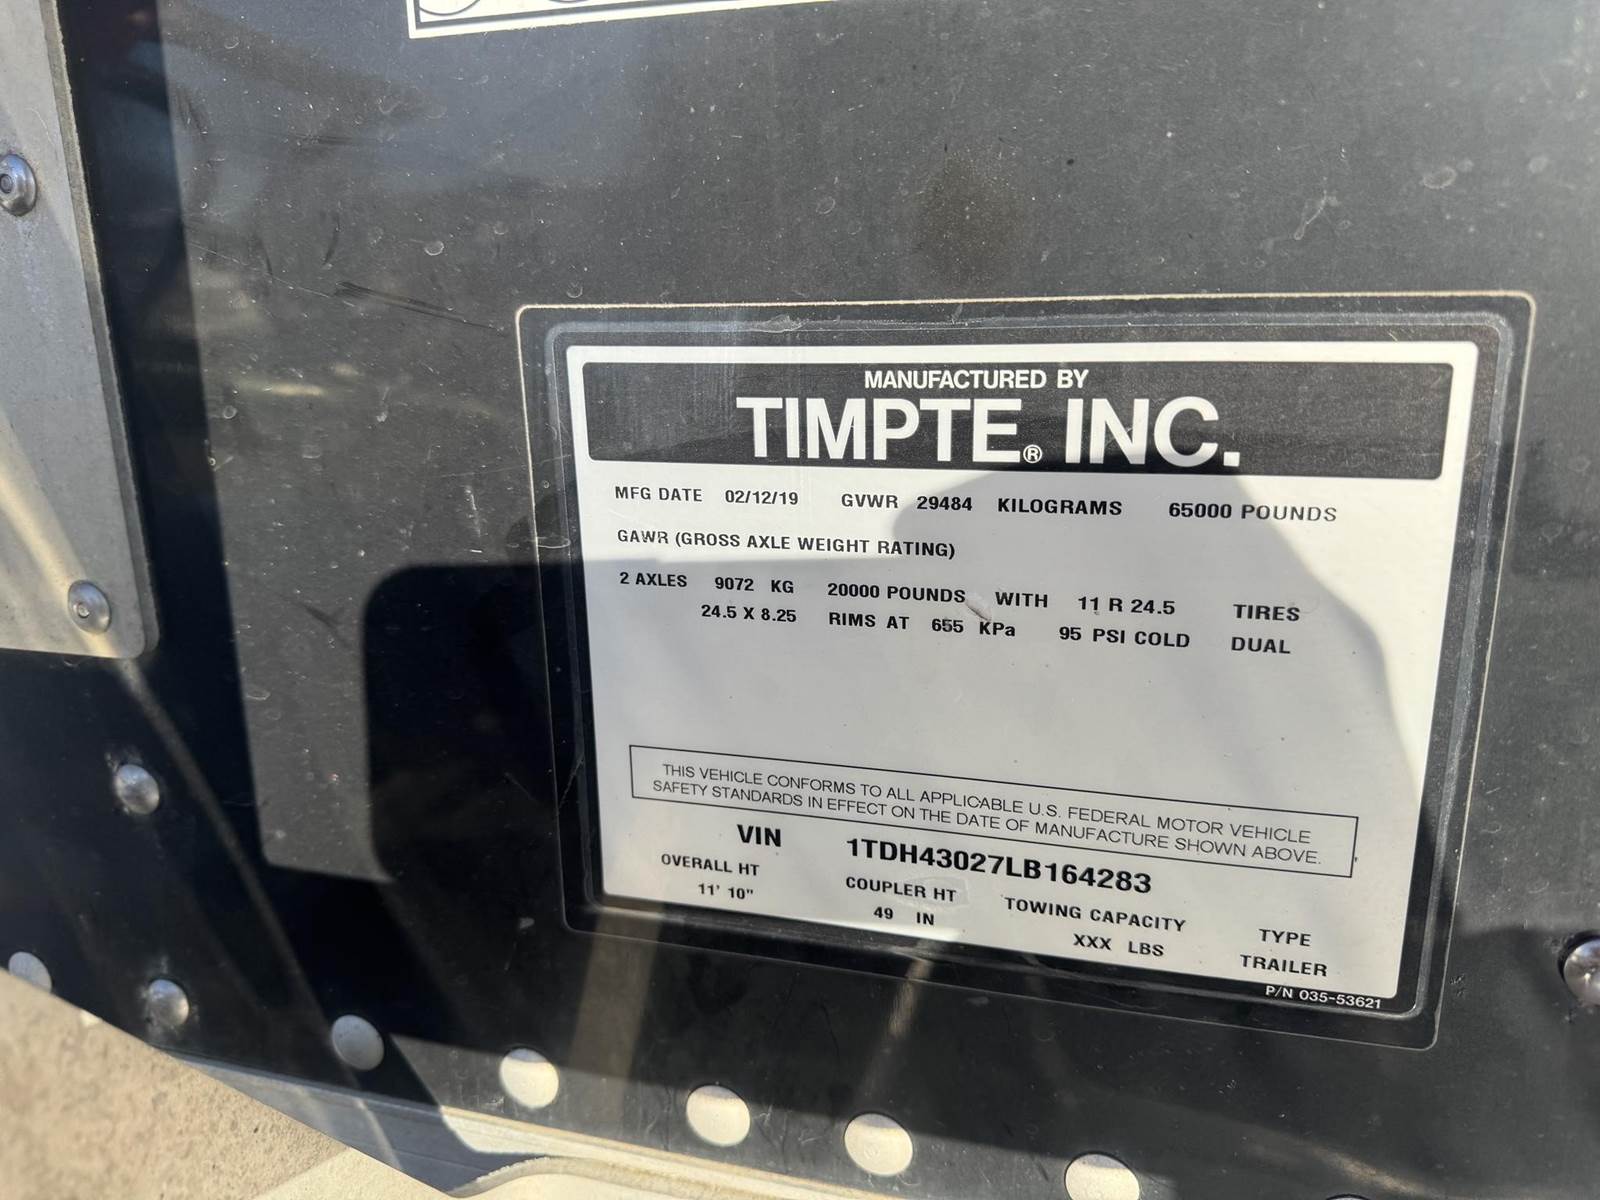 MANUFACTURED BY
TIMPTE® INC.
MFG DATE 02/12/19 GVWR 29484 KILOGRAMS 65000 POUNDS
GAWR (GROSS AXLE WEIGHT RATING)
2 AXLES 9072 KG 20000 POUNDS WITH 11 R 24.5 TIRES
24.5 X 8.25 RIMS AT 655 KPa 95 PSI COLD DUAL
THIS VEHICLE CONFORMS TO ALL APPLICABLE U.S. FEDERAL MOTOR VEHICLE
SAFETY STANDARDS IN EFFECT ON THE DATE OF MANUFACTURE SHOWN ABOVE.
VIN 1TDH43027LB164283
OVERALL HT COUPLER HT TOWING CAPACITY TYPE
11' 10" 49 IN XXX LBS TRAILER
P/N 035-53621